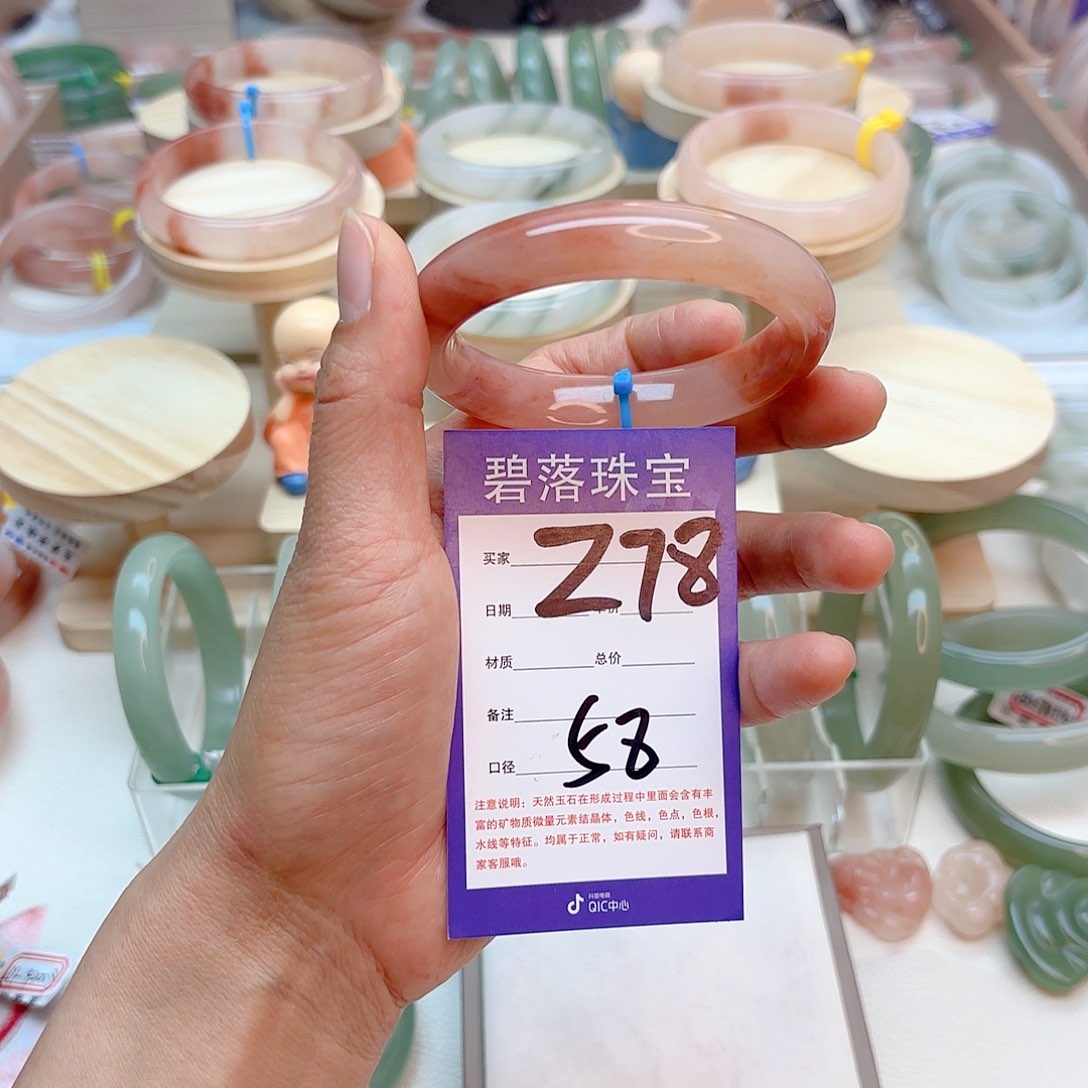 碧落珠宝
买家
Z78
日期
材质 总价
备注
58
口径
注意说明：天然玉石在形成过程中里面会含有丰
富的矿物质微量元素结晶体，色线，色点，色根，
水线等特征。均属于正常，如有疑问，请联系商
家客服哦。
抖音电商
QIC中心